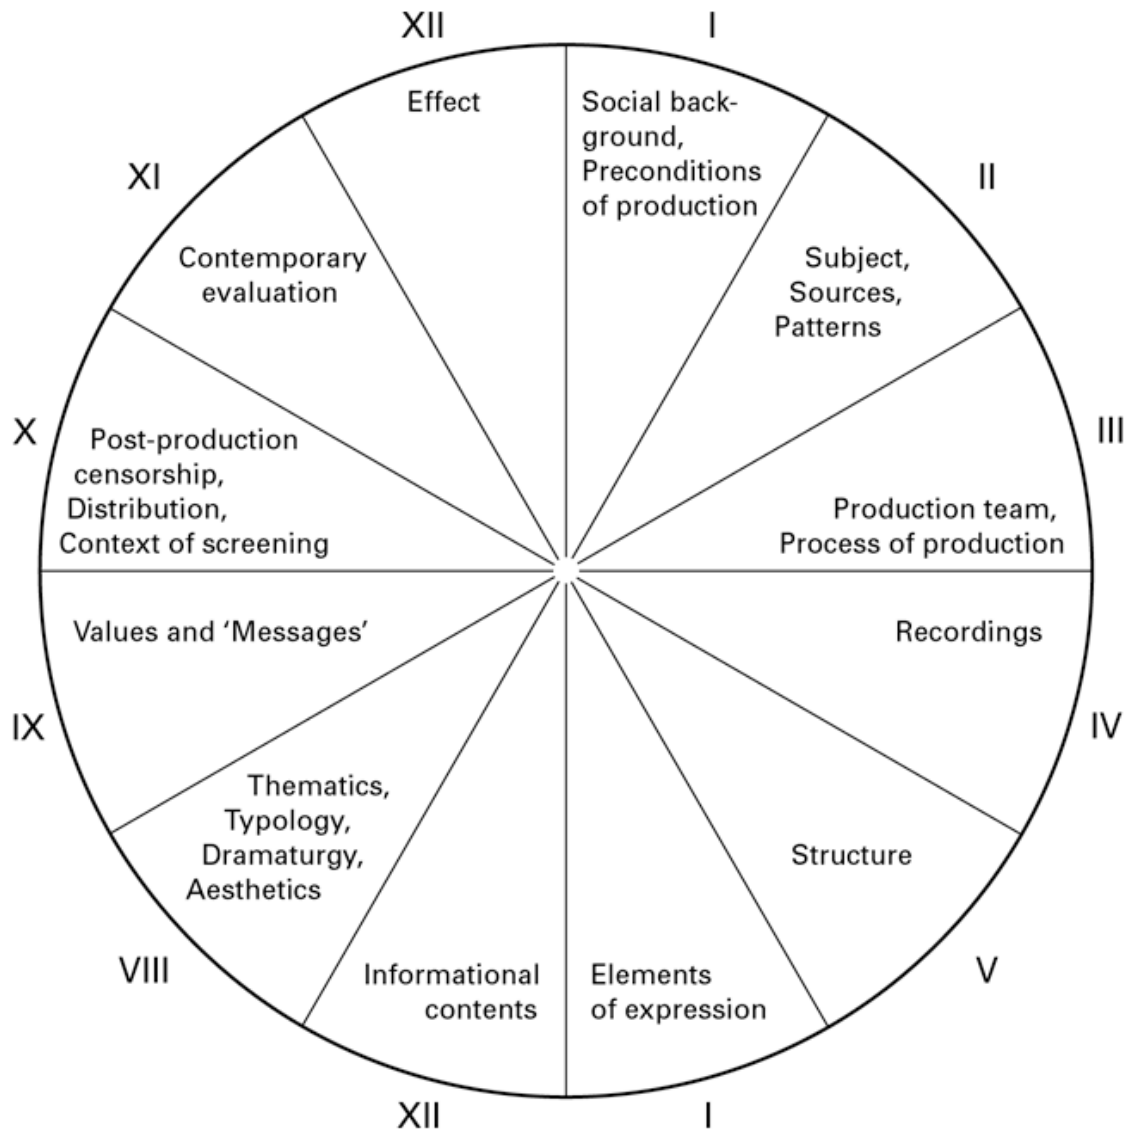 XII
I
Effect
Social back-
ground,
Preconditions
of production
XI
II
Contemporary
evaluation
Subject,
Sources,
Patterns
X
III
Post-production
censorship,
Distribution,
Context of screening
Production team,
Process of production
Values and ‘Messages’
Recordings
IX
IV
Thematics,
Typology,
Dramaturgy,
Aesthetics
Structure
VIII
V
Informational
contents
Elements
of expression
XII
I